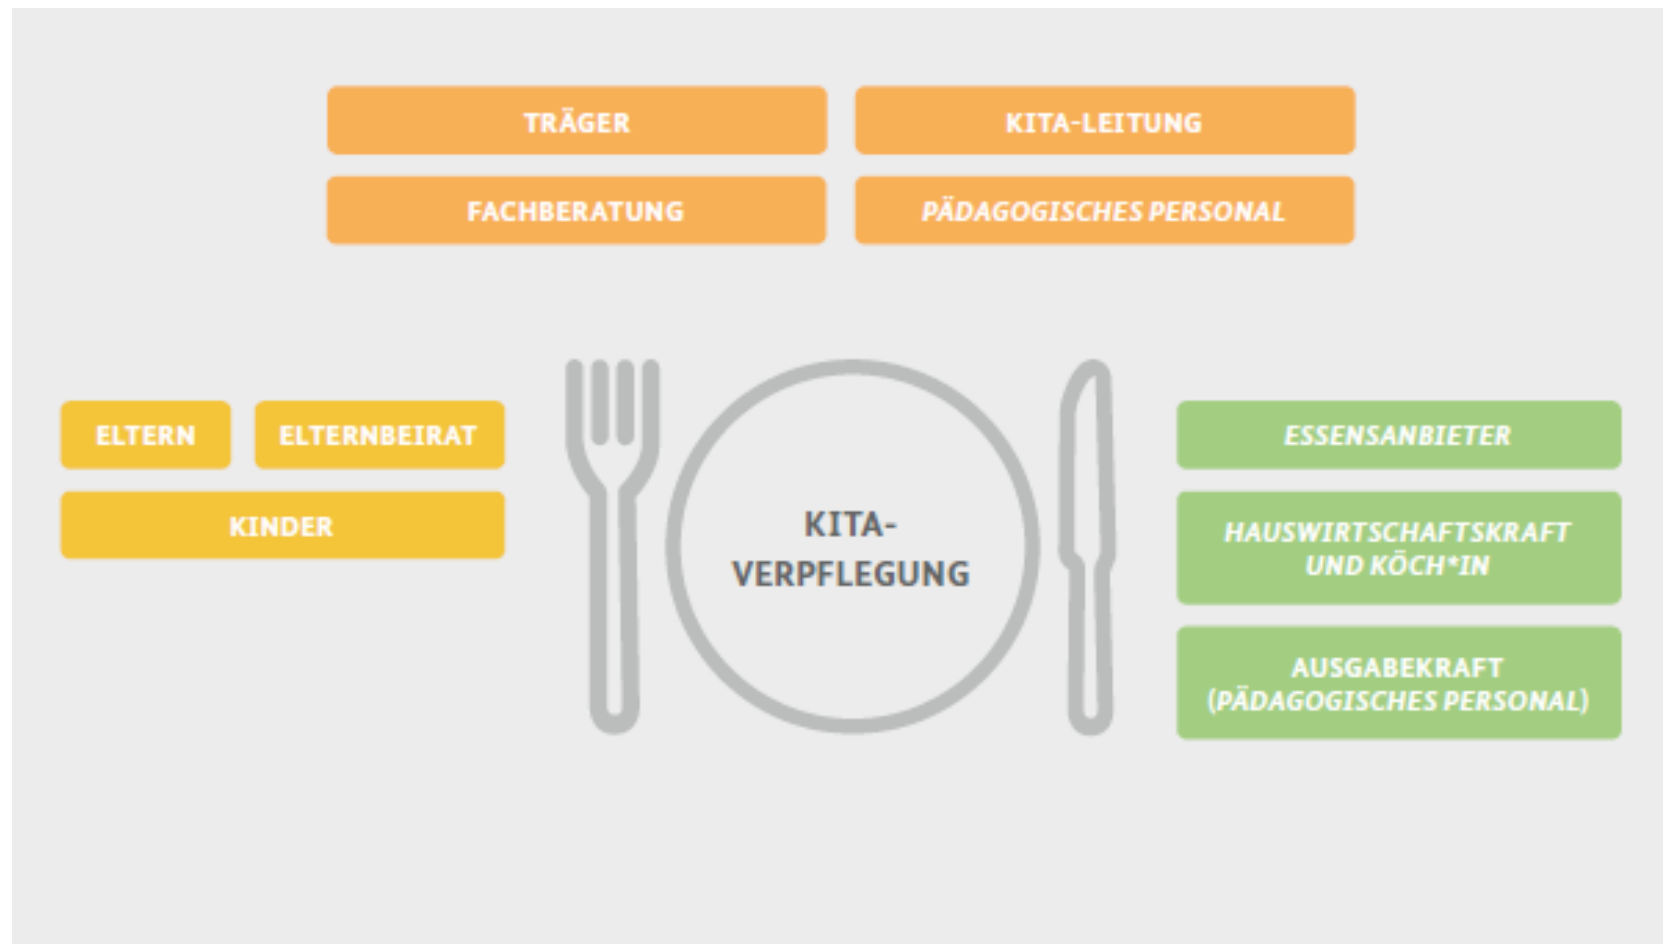 TRÄGER
KITA-LEITUNG
FACHBERATUNG
PÄDAGOGISCHES PERSONAL
ELTERN
ELTERNBEIRAT
KINDER
KITA-
VERPFLEGUNG
ESSENSANBIETER
HAUSWIRTSCHAFTSKRAFT
UND KÖCH*IN
AUSGABEKRAFT
(PÄDAGOGISCHES PERSONAL)